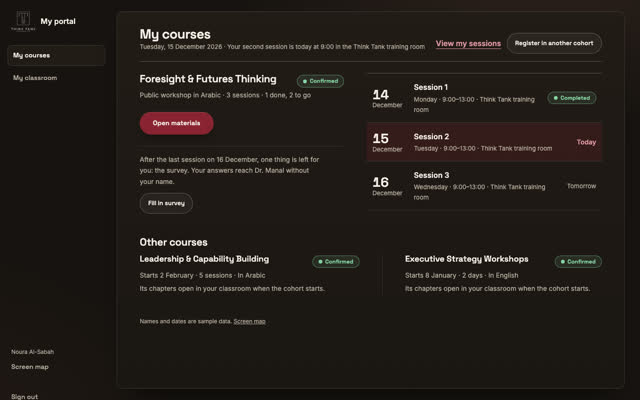 THINK TANK
My portal
My courses
My classroom
Noura Al-Sabah
Screen map
Sign out
My courses
Tuesday, 15 December 2026 · Your second session is today at 9:00 in the Think Tank training room
View my sessions
Register in another cohort
Foresight & Futures Thinking
Confirmed
Public workshop in Arabic · 3 sessions · 1 done, 2 to go
Open materials
After the last session on 16 December, one thing is left for
you: the survey. Your answers reach Dr. Manal without
your name.
Fill in survey
14
December
Session 1
Monday · 9:00–13:00 · Think Tank training
room
Completed
15
December
Session 2
Tuesday · 9:00–13:00 · Think Tank training room
Today
16
December
Session 3
Wednesday · 9:00–13:00 · Think Tank training
room
Tomorrow
Other courses
Leadership & Capability Building
Confirmed
Starts 2 February · 5 sessions · In Arabic
Its chapters open in your classroom when the cohort starts.
Executive Strategy Workshops
Confirmed
Starts 8 January · 2 days · In English
Its chapters open in your classroom when the cohort starts.
Names and dates are sample data. Screen map